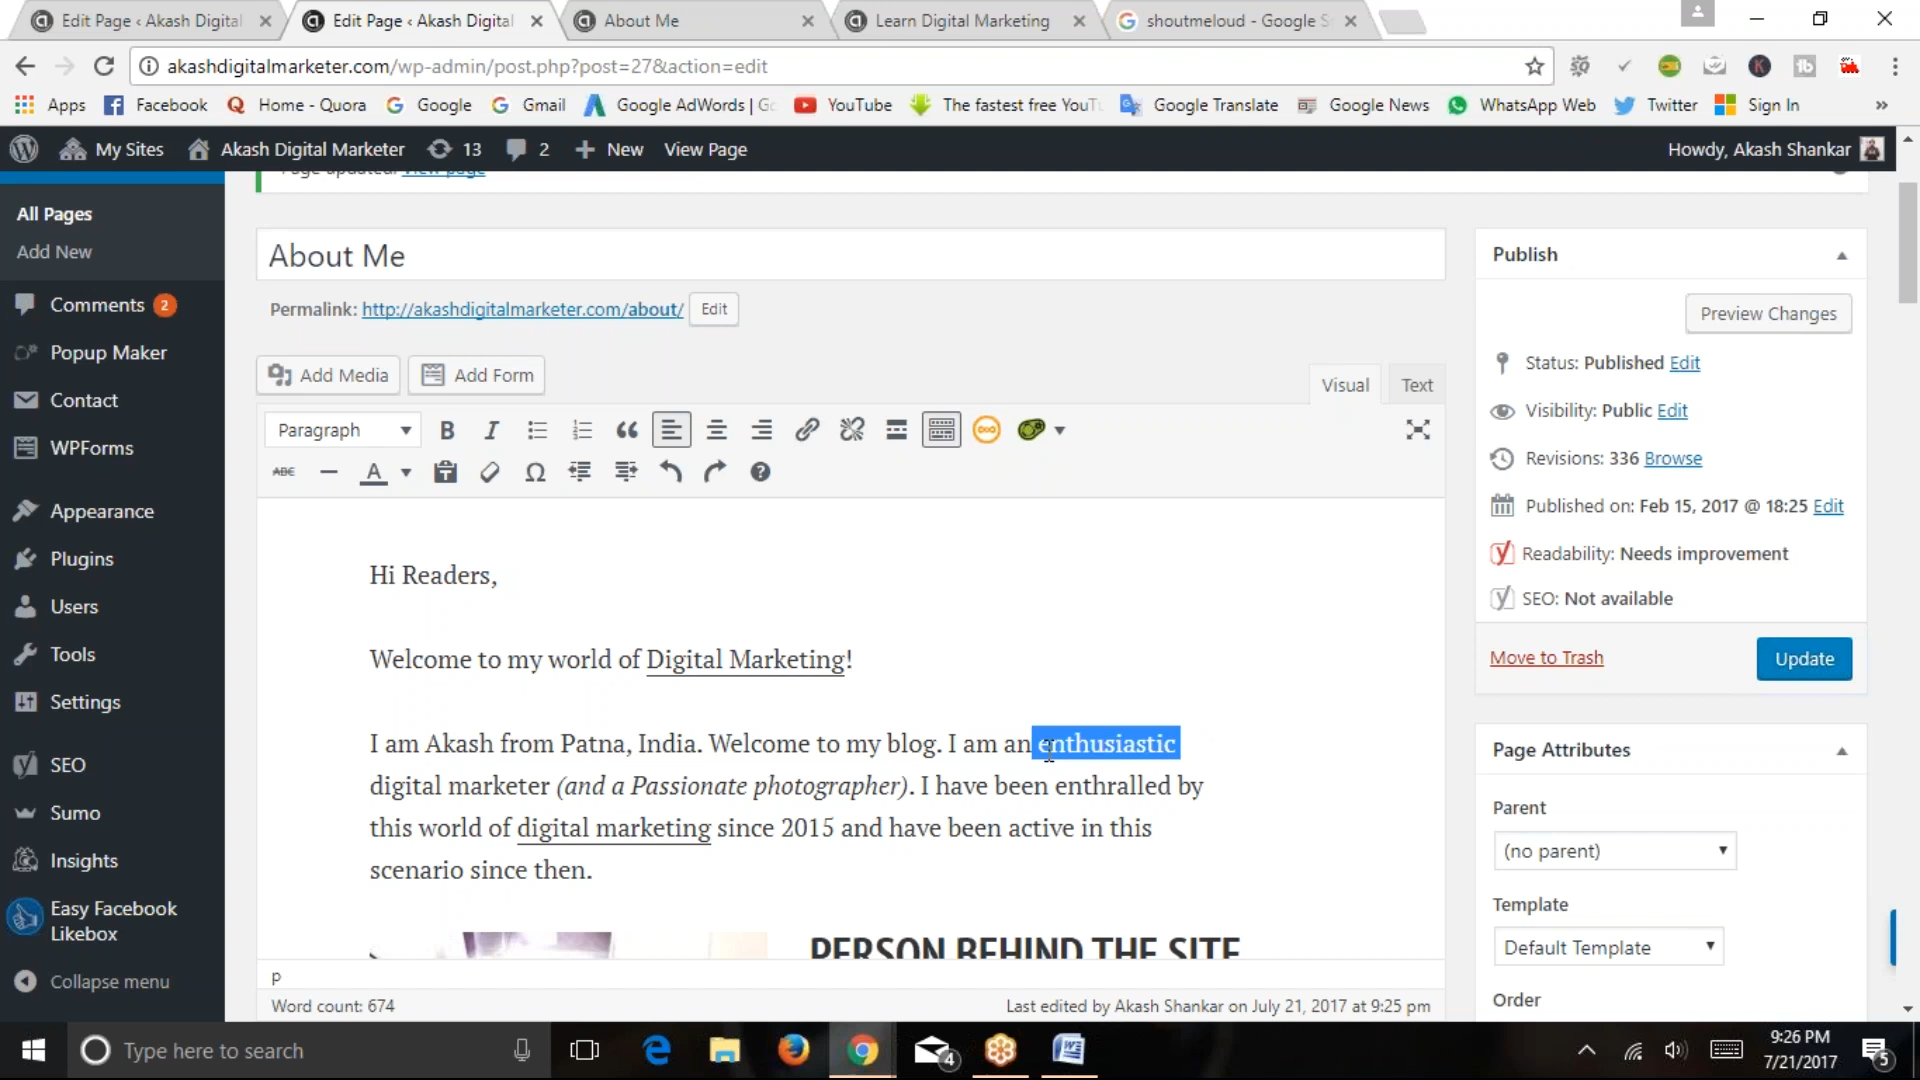 Edit Page ‹ Akash Digital
Edit Page ‹ Akash Digital
About Me
Learn Digital Marketing
shoutmeloud - Google S
akashdigitalmarketer.com/wp-admin/post.php?post=27&action=edit
Apps
Facebook
Home - Quora
Google
Gmail
Google AdWords | Go
YouTube
The fastest free YouTu
Google Translate
Google News
WhatsApp Web
Twitter
Sign In
»
My Sites
Akash Digital Marketer
13
2
New
View Page
Howdy, Akash Shankar
Page updated. View page
All Pages
Add New
Comments 2
Popup Maker
Contact
WPForms
Appearance
Plugins
Users
Tools
Settings
SEO
Sumo
Insights
Easy Facebook
Likebox
Collapse menu
About Me
Permalink: http://akashdigitalmarketer.com/about/ Edit
Add Media
Add Form
Visual
Text
Paragraph
B
I
ABC
A
Hi Readers,
Welcome to my world of Digital Marketing!
I am Akash from Patna, India. Welcome to my blog. I am an enthusiastic
digital marketer (and a Passionate photographer). I have been enthralled by
this world of digital marketing since 2015 and have been active in this
scenario since then.
PERSON BEHIND THE SITE
p
Word count: 674
Last edited by Akash Shankar on July 21, 2017 at 9:25 pm
Publish
Preview Changes
Status: Published Edit
Visibility: Public Edit
Revisions: 336 Browse
Published on: Feb 15, 2017 @ 18:25 Edit
Readability: Needs improvement
SEO: Not available
Move to Trash
Update
Page Attributes
Parent
(no parent)
Template
Default Template
Order
Type here to search
4
9:26 PM
7/21/2017
5